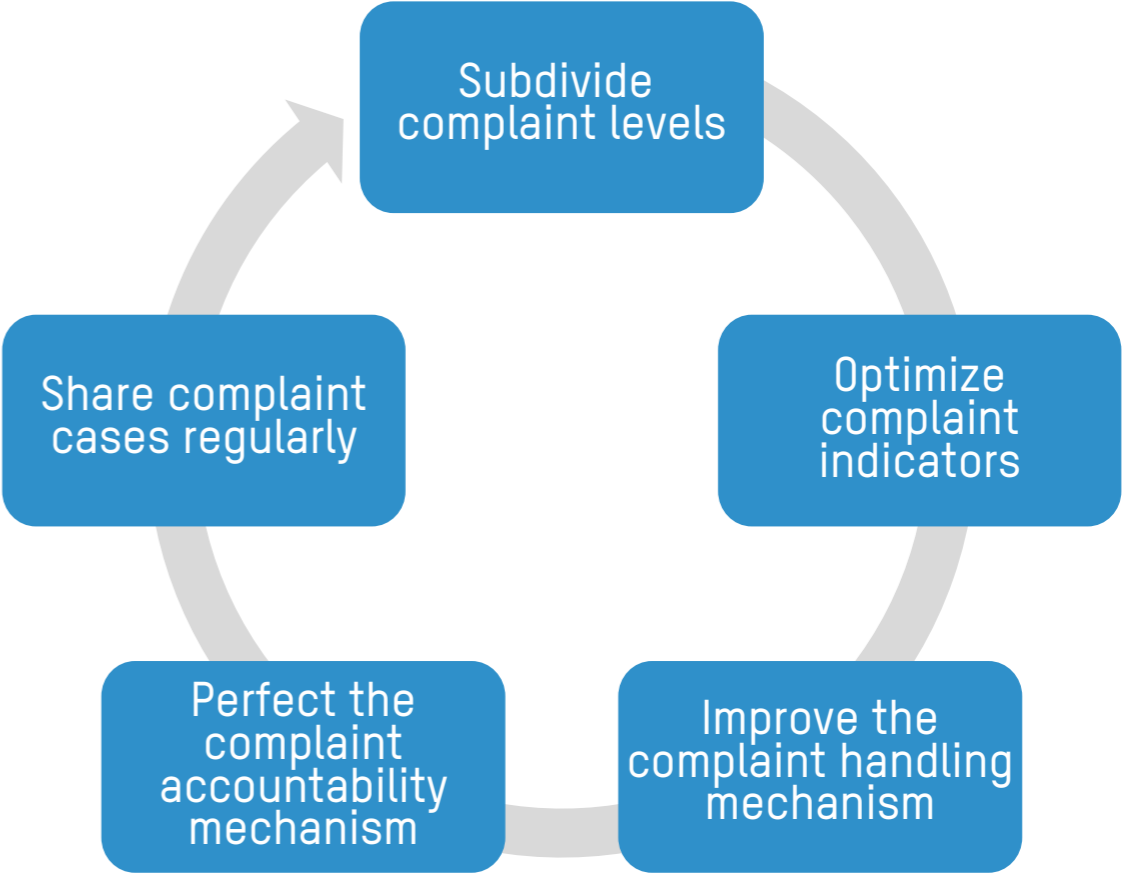 Subdivide
complaint levels
Optimize
complaint
indicators
Improve the
complaint handling
mechanism
Perfect the
complaint
accountability
mechanism
Share complaint
cases regularly